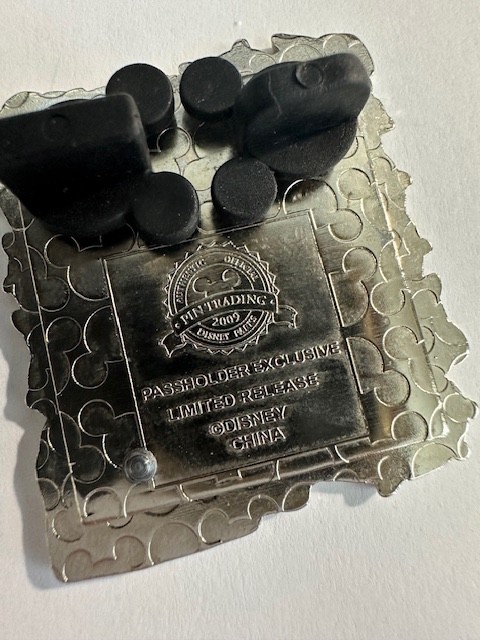 AUTHENTIC OFFICIAL
PIN TRADING
2009
DISNEY PARKS
PASSHOLDER EXCLUSIVE
LIMITED RELEASE
©DISNEY
CHINA